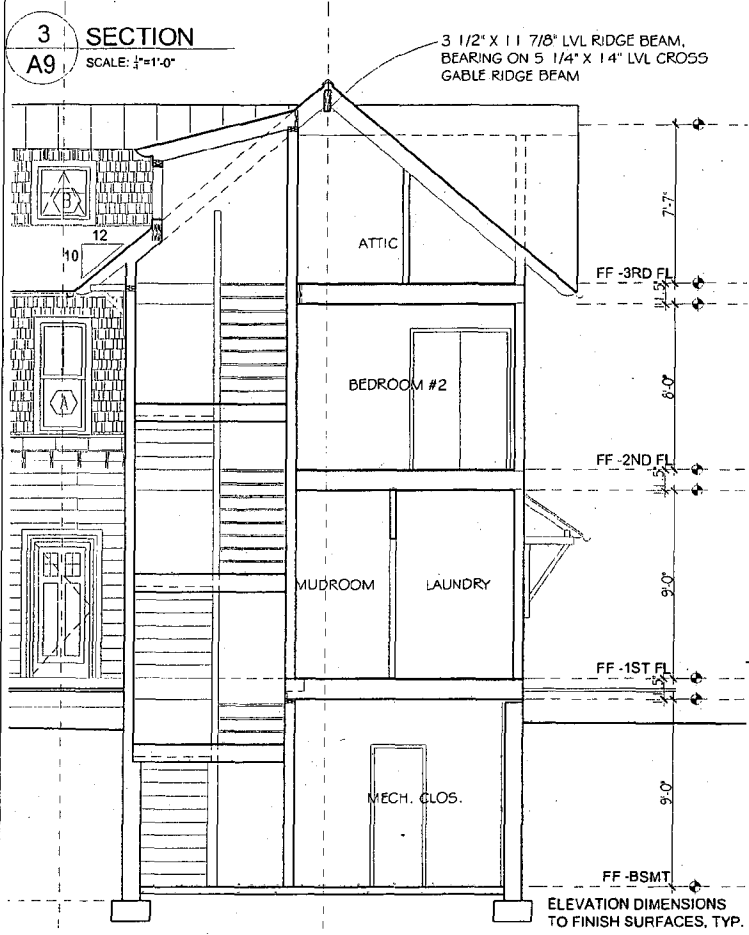 3
A9
SECTION
SCALE: ¼"=1'-0"
3 1/2" X 11 7/8" LVL RIDGE BEAM,
BEARING ON 5 1/4" X 14" LVL CROSS
GABLE RIDGE BEAM
B
12
10
7'-7"
ATTIC
FF -3RD FL
A
BEDROOM #2
8'-0"
FF -2ND FL
MUDROOM
LAUNDRY
9'-0"
FF -1ST FL
MECH. CLOS.
9'-0"
FF -BSMT
ELEVATION DIMENSIONS
TO FINISH SURFACES, TYP.